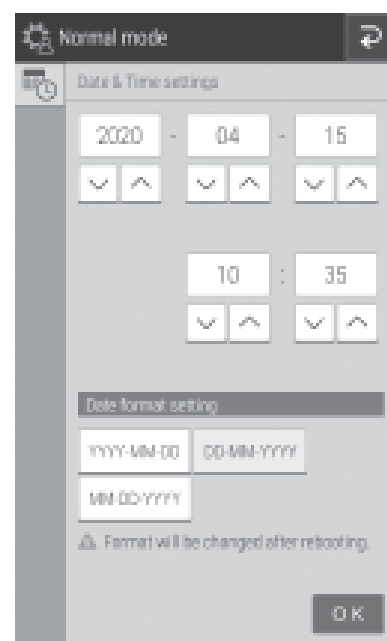 Normal mode
Date & Time settings
2020 - 04 - 15
10 : 35
Date format setting
YYYY-MM-DD DD-MM-YYYY
MM-DD-YYYY
Format will be changed after rebooting.
OK